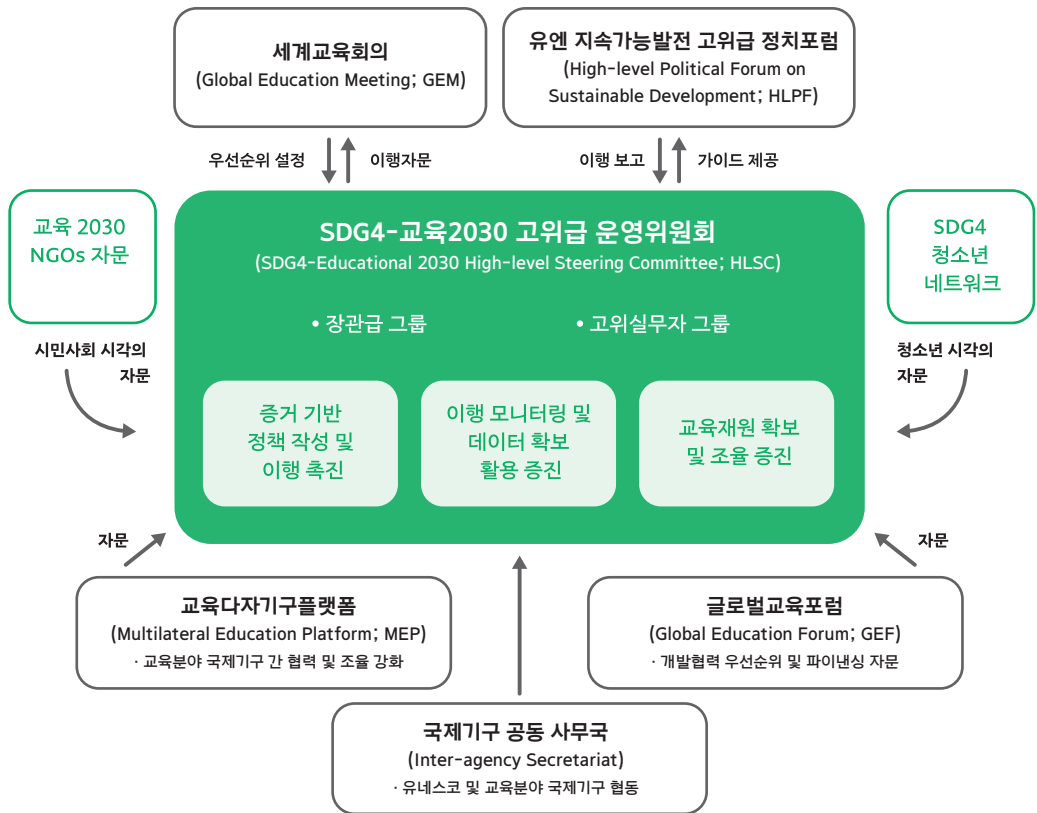 세계교육회의
(Global Education Meeting; GEM)
유엔 지속가능발전 고위급 정치포럼
(High-level Political Forum on
Sustainable Development; HLPF)
우선순위 설정
이행자문
이행 보고
가이드 제공
교육 2030
NGOs 자문
시민사회 시각의
자문
SDG4-교육2030 고위급 운영위원회
(SDG4-Educational 2030 High-level Steering Committee; HLSC)
• 장관급 그룹
• 고위실무자 그룹
증거 기반
정책 작성 및
이행 촉진
이행 모니터링 및
데이터 확보
활용 증진
교육재원 확보
및 조율 증진
SDG4
청소년
네트워크
청소년 시각의
자문
자문
교육다자기구플랫폼
(Multilateral Education Platform; MEP)
· 교육분야 국제기구 간 협력 및 조율 강화
자문
글로벌교육포럼
(Global Education Forum; GEF)
· 개발협력 우선순위 및 파이낸싱 자문
국제기구 공동 사무국
(Inter-agency Secretariat)
· 유네스코 및 교육분야 국제기구 협동